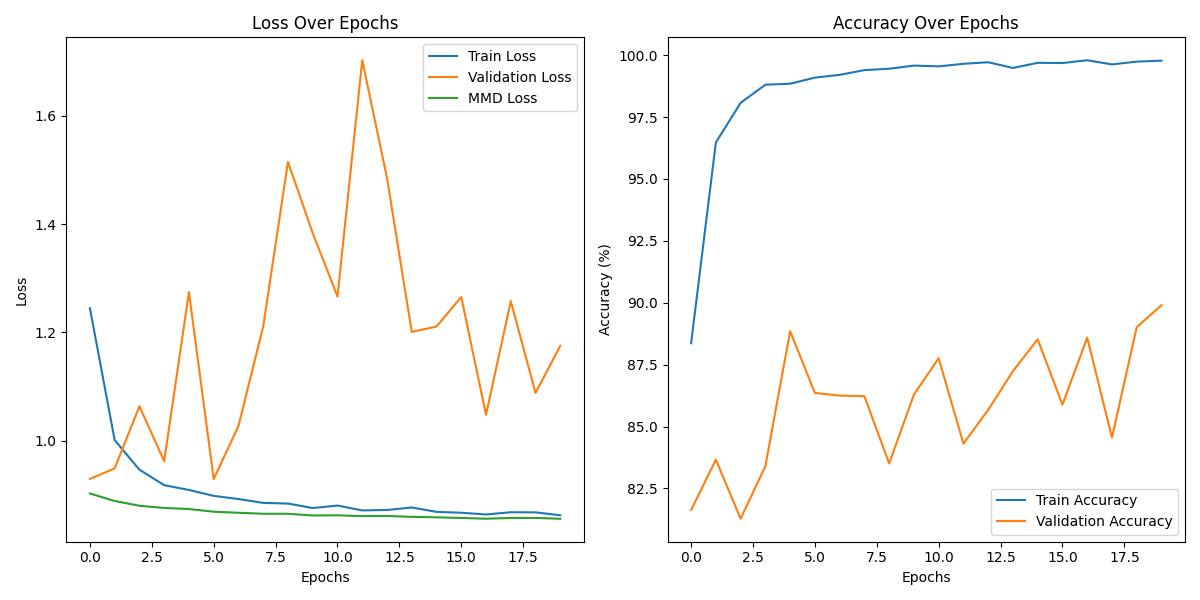 Loss Over Epochs
Train Loss
Validation Loss
MMD Loss
1.6
1.4
1.2
1.0
Loss
0.0 2.5 5.0 7.5 10.0 12.5 15.0 17.5
Epochs
Accuracy Over Epochs
100.0
97.5
95.0
92.5
90.0
87.5
85.0
82.5
Accuracy (%)
Train Accuracy
Validation Accuracy
0.0 2.5 5.0 7.5 10.0 12.5 15.0 17.5
Epochs